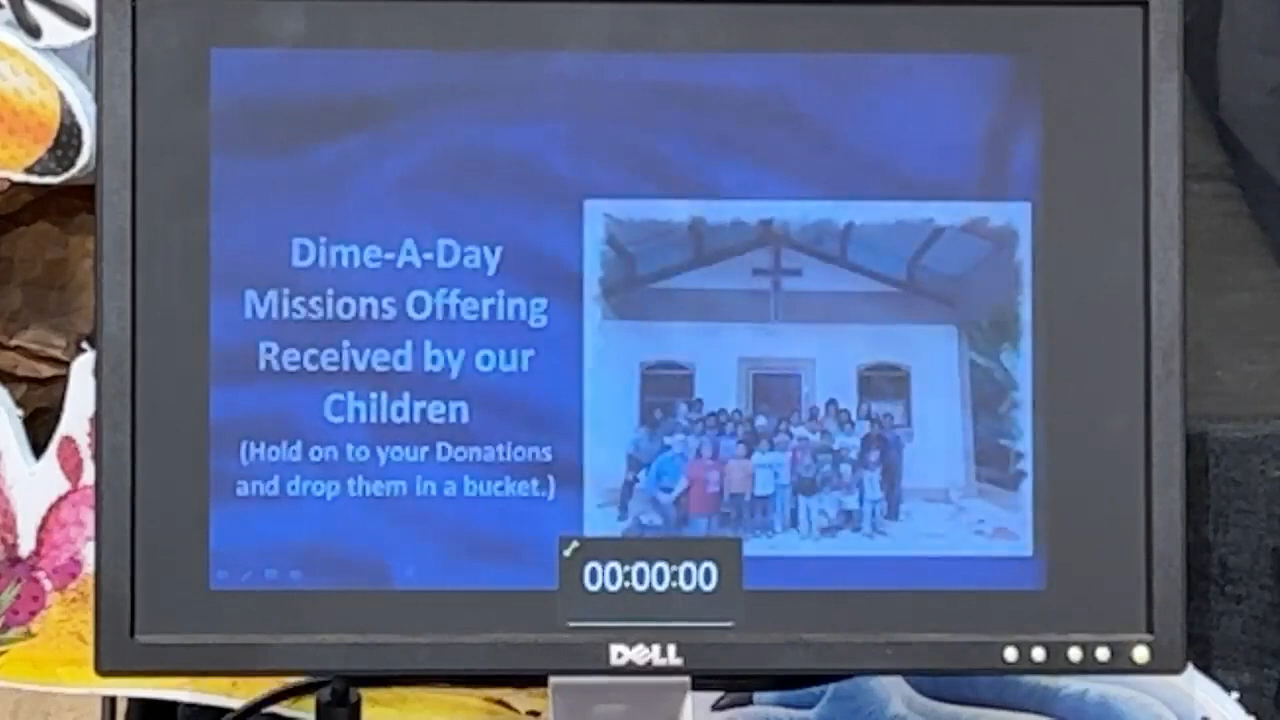 Dime-A-Day
Missions Offering
Received by our
Children
(Hold on to your Donations
and drop them in a bucket.)
00:00:00
DELL